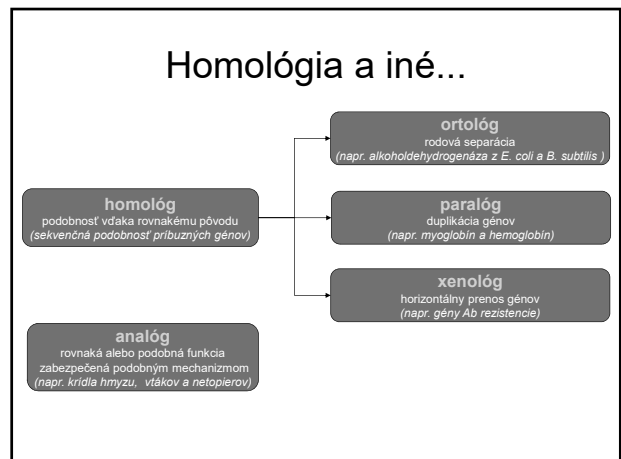 Homológia a iné...
homológ
podobnosť vďaka rovnakému pôvodu
(sekvenčná podobnosť príbuzných génov)
ortológ
rodová separácia
(napr. alkoholdehydrogenáza z E. coli a B. subtilis )
paralóg
duplikácia génov
(napr. myoglobín a hemoglobín)
xenológ
horizontálny prenos génov
(napr. gény Ab rezistencie)
analóg
rovnaká alebo podobná funkcia
zabezpečená podobným mechanizmom
(napr. krídla hmyzu, vtákov a netopierov)